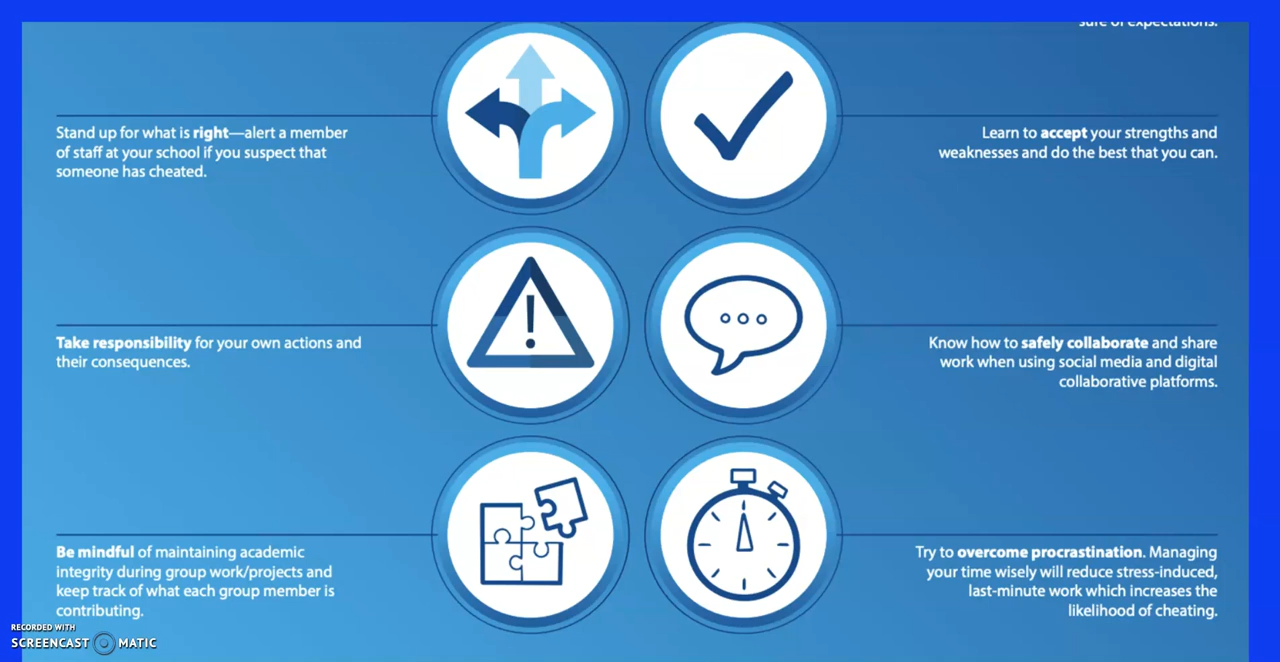 sure of expectations.
Stand up for what is right—alert a member
of staff at your school if you suspect that
someone has cheated.
Learn to accept your strengths and
weaknesses and do the best that you can.
Take responsibility for your own actions and
their consequences.
Know how to safely collaborate and share
work when using social media and digital
collaborative platforms.
Be mindful of maintaining academic
integrity during group work/projects and
keep track of what each group member is
contributing.
Try to overcome procrastination. Managing
your time wisely will reduce stress-induced,
last-minute work which increases the
likelihood of cheating.
RECORDED WITH
SCREENCAST MATIC